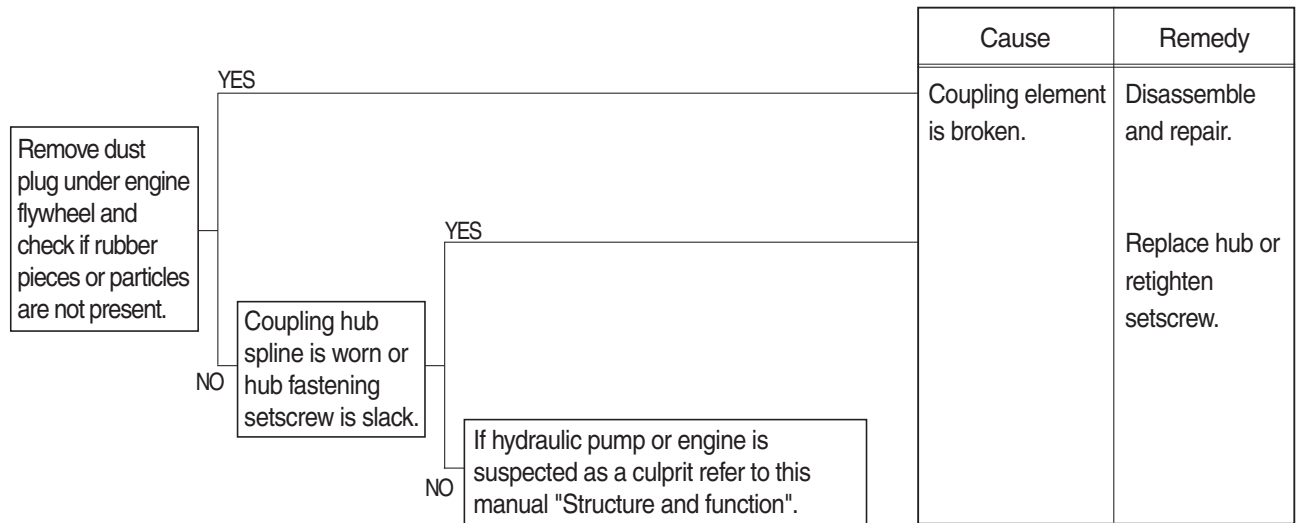 Cause
Remedy
YES
Coupling element
is broken.
Disassemble
and repair.
Remove dust
plug under engine
flywheel and
check if rubber
pieces or particles
are not present.
YES
Replace hub or
retighten
setscrew.
NO
Coupling hub
spline is worn or
hub fastening
setscrew is slack.
NO
If hydraulic pump or engine is
suspected as a culprit refer to this
manual "Structure and function".